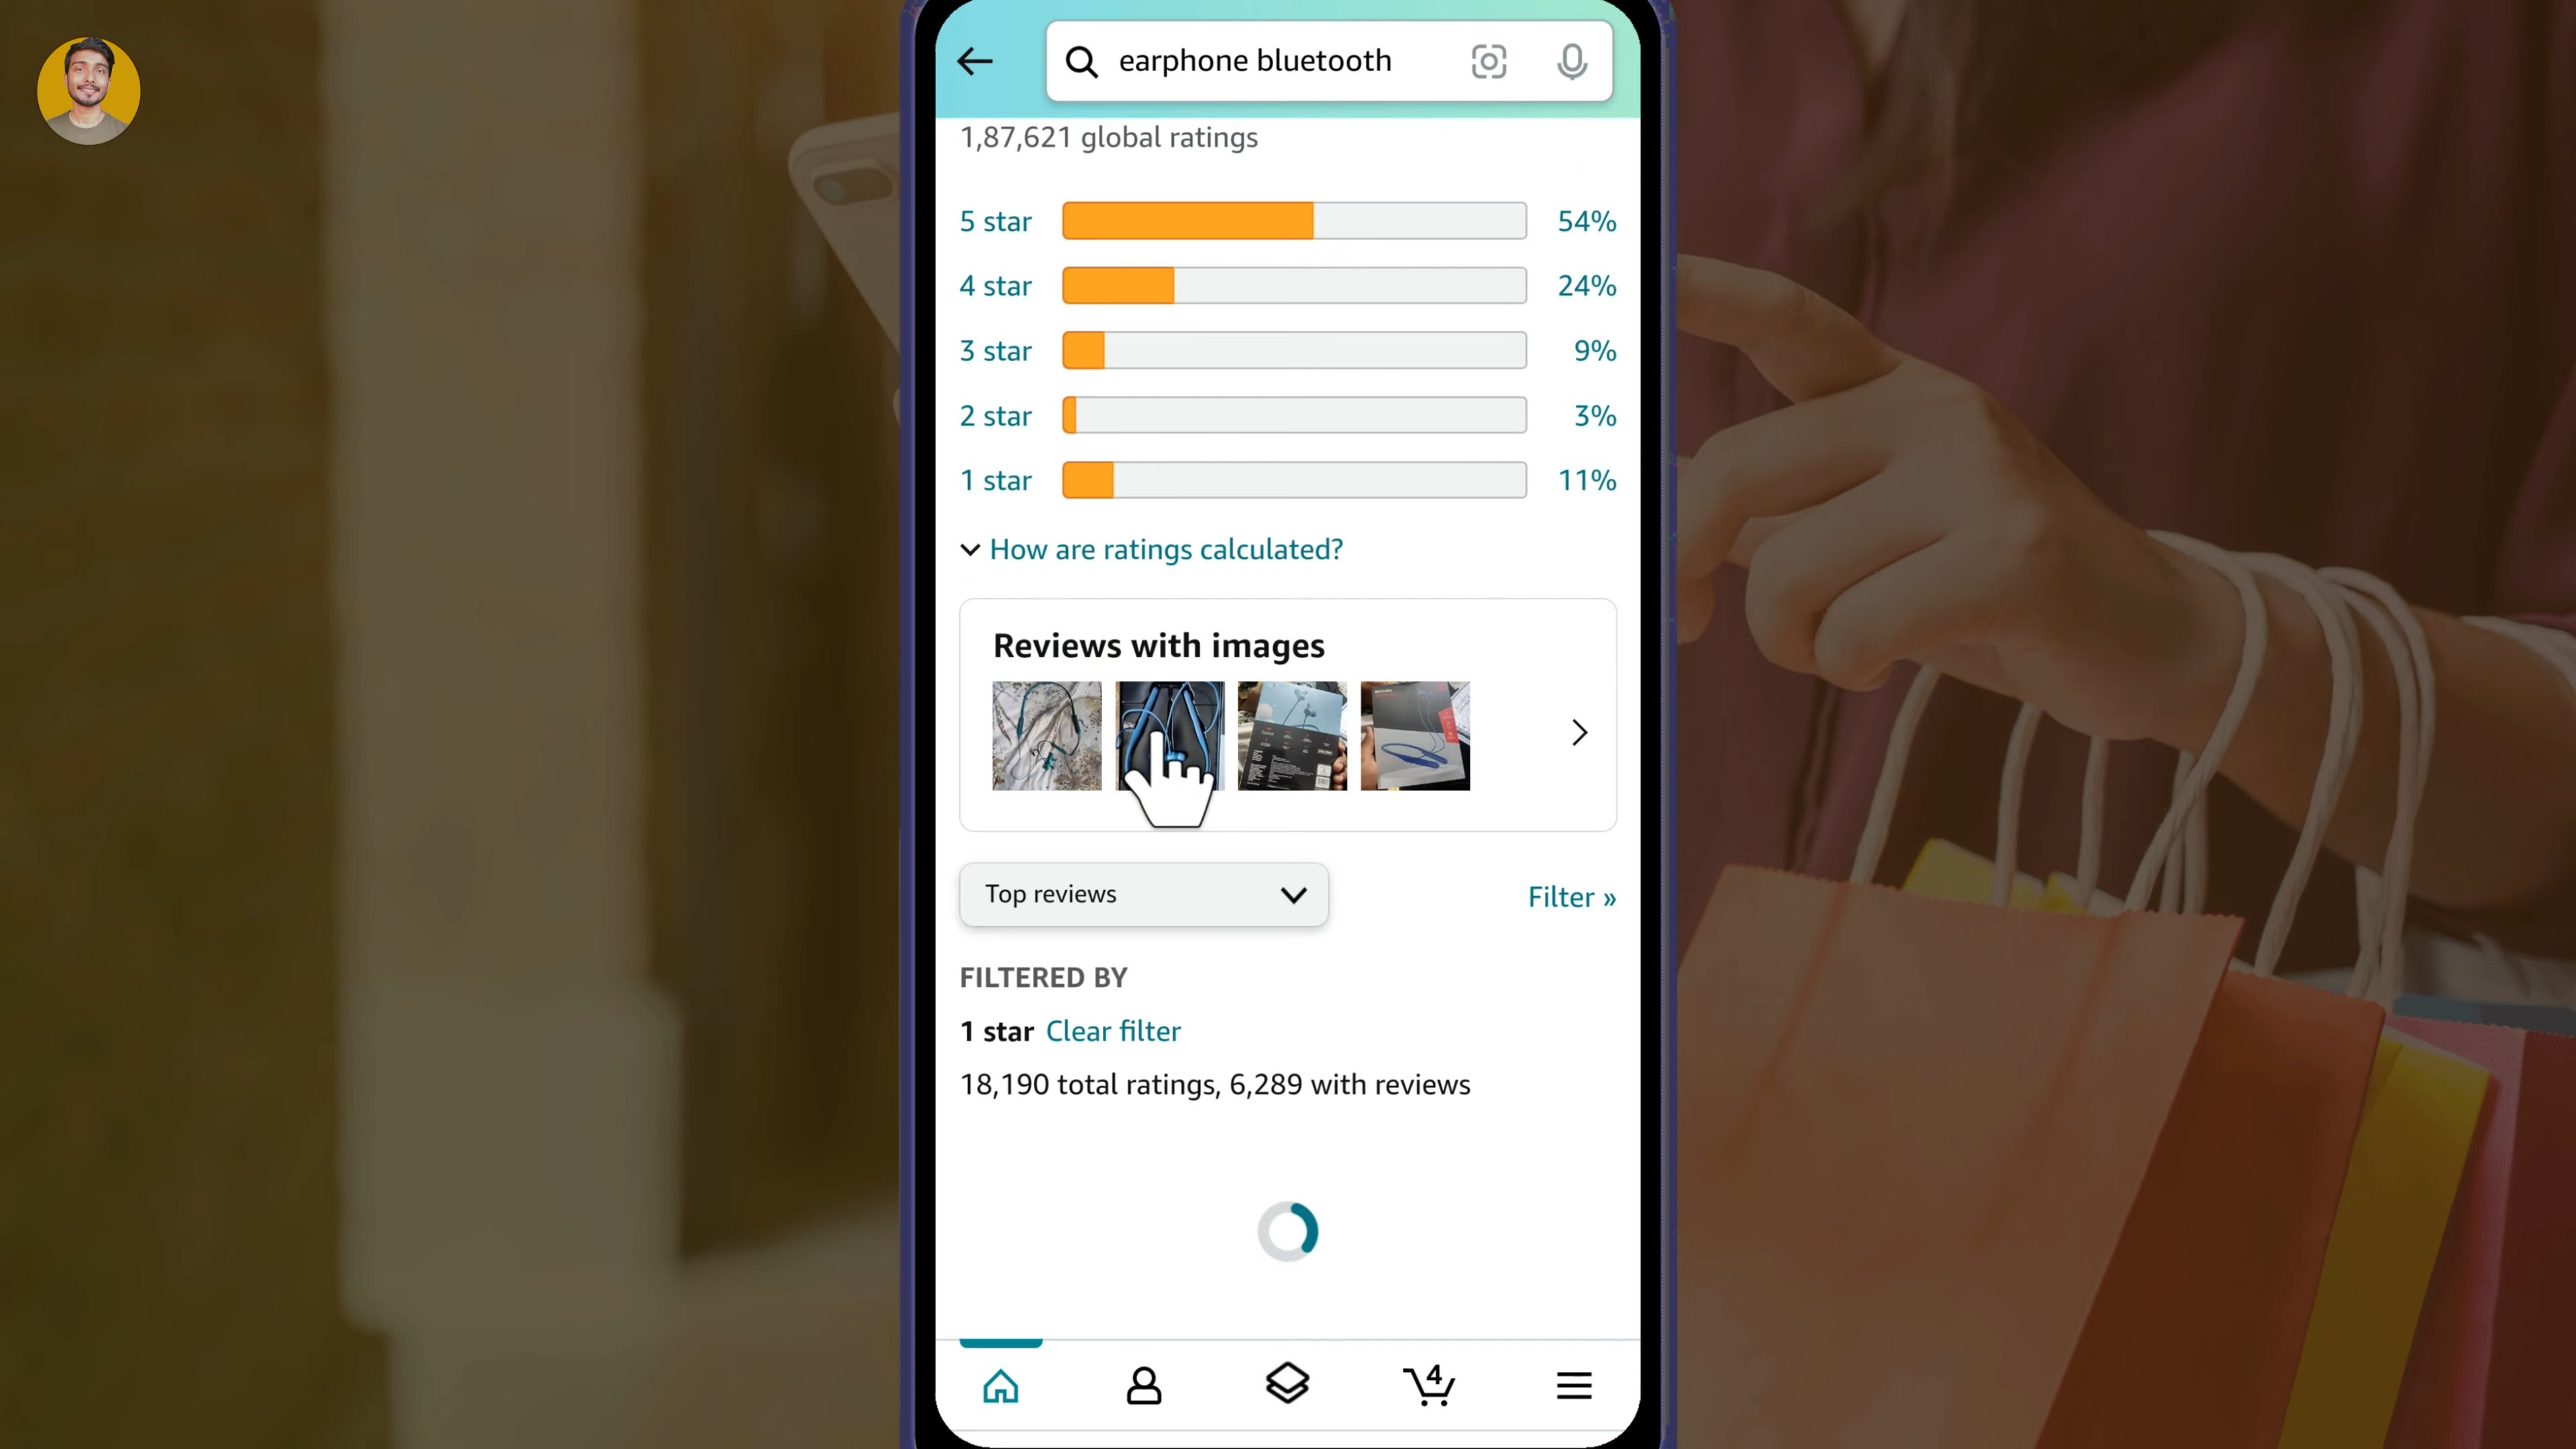 earphone bluetooth
1,87,621 global ratings
5 star 54%
4 star 24%
3 star 9%
2 star 3%
1 star 11%
How are ratings calculated?
Reviews with images
Top reviews
Filter »
FILTERED BY
1 star Clear filter
18,190 total ratings, 6,289 with reviews
4